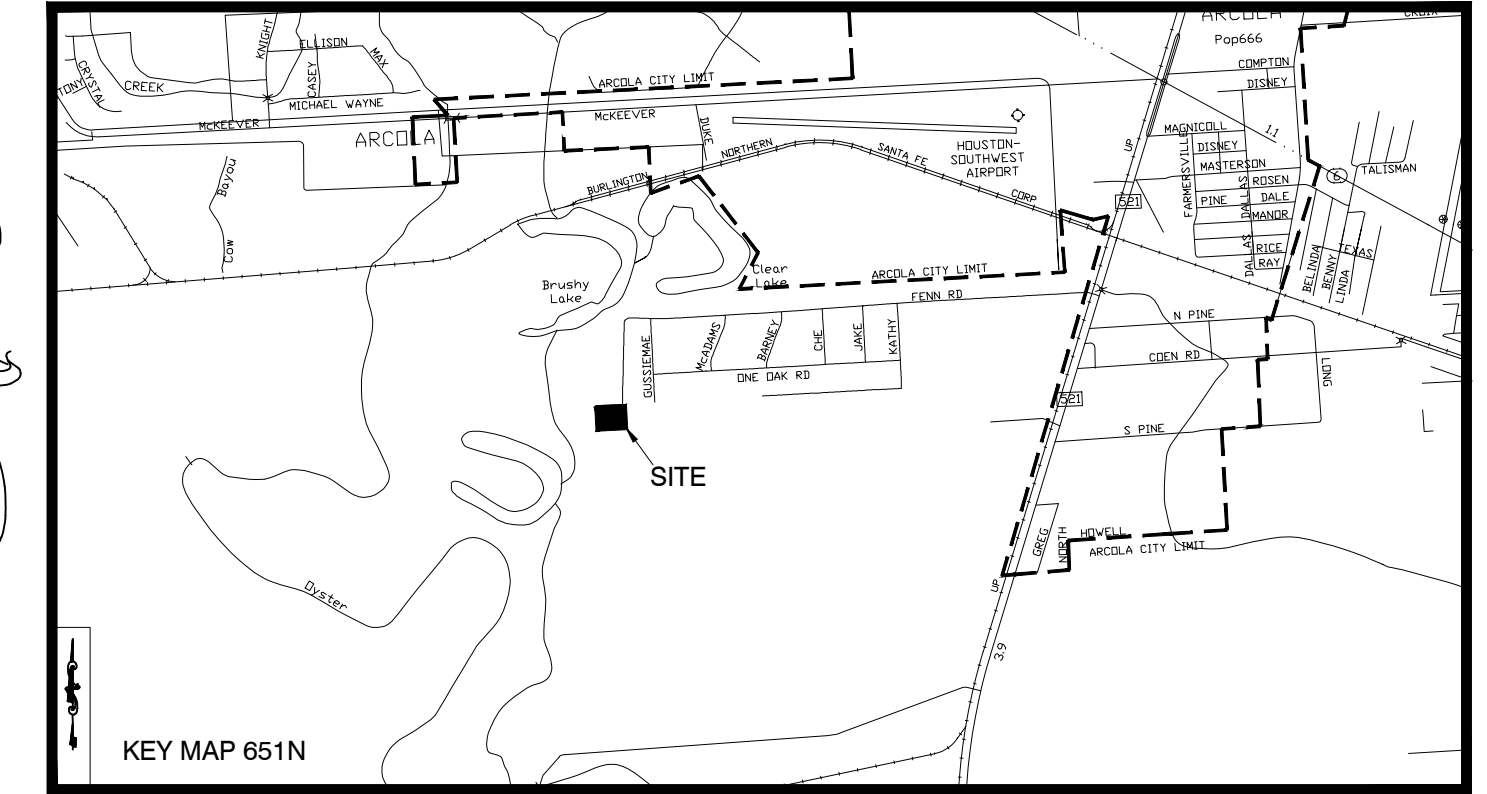 ARCOLA
Pop666
CROIX
KNIGHT
ELLISON
MAX
CASEY
CRYSTAL
TONY
CREEK
MICHAEL WAYNE
McKEEVER
ARCOLA
ARCOLA CITY LIMIT
McKEEVER
DUKE
COMPTON
DISNEY
1.1
UP
MAGNICOLL
DISNEY
MASTERSON
FARMERSVILLE
DALLAS
ROSEN
PINE
DALE
MANOR
DALLAS
RICE
RAY
6
TALISMAN
TEXAS
BELINDA
BENNY
LINDA
HOUSTON-
SOUTHWEST
AIRPORT
BURLINGTON
NORTHERN
SANTA FE
CORP
521
Bayou
Cow
Brushy
Lake
Clear
Lake
ARCOLA CITY LIMIT
FENN RD
N PINE
COEN RD
LONG
GUSSIEMAE
McADAMS
BARNEY
CHE
JAKE
KATHY
ONE OAK RD
521
S PINE
SITE
GREG
NORTH
HOWELL
ARCOLA CITY LIMIT
UP
3.9
Oyster
KEY MAP 651N